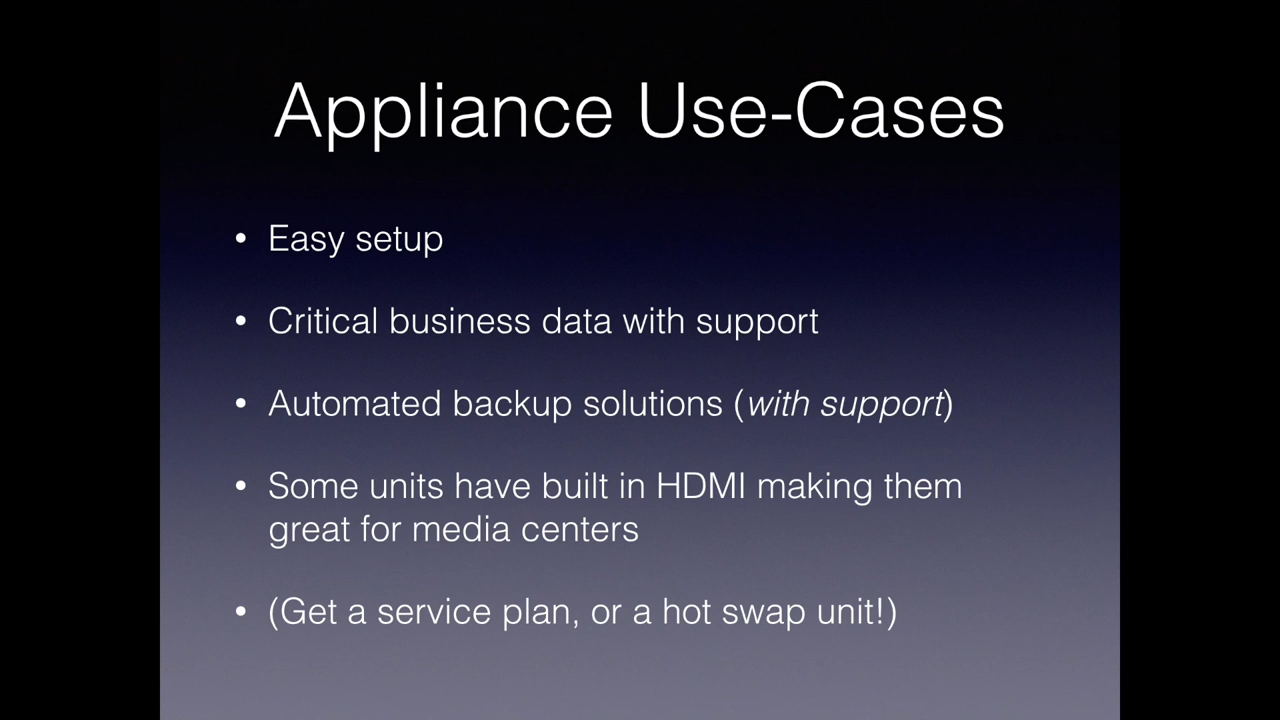 Appliance Use-Cases
• Easy setup
• Critical business data with support
• Automated backup solutions (with support)
• Some units have built in HDMI making them
great for media centers
• (Get a service plan, or a hot swap unit!)